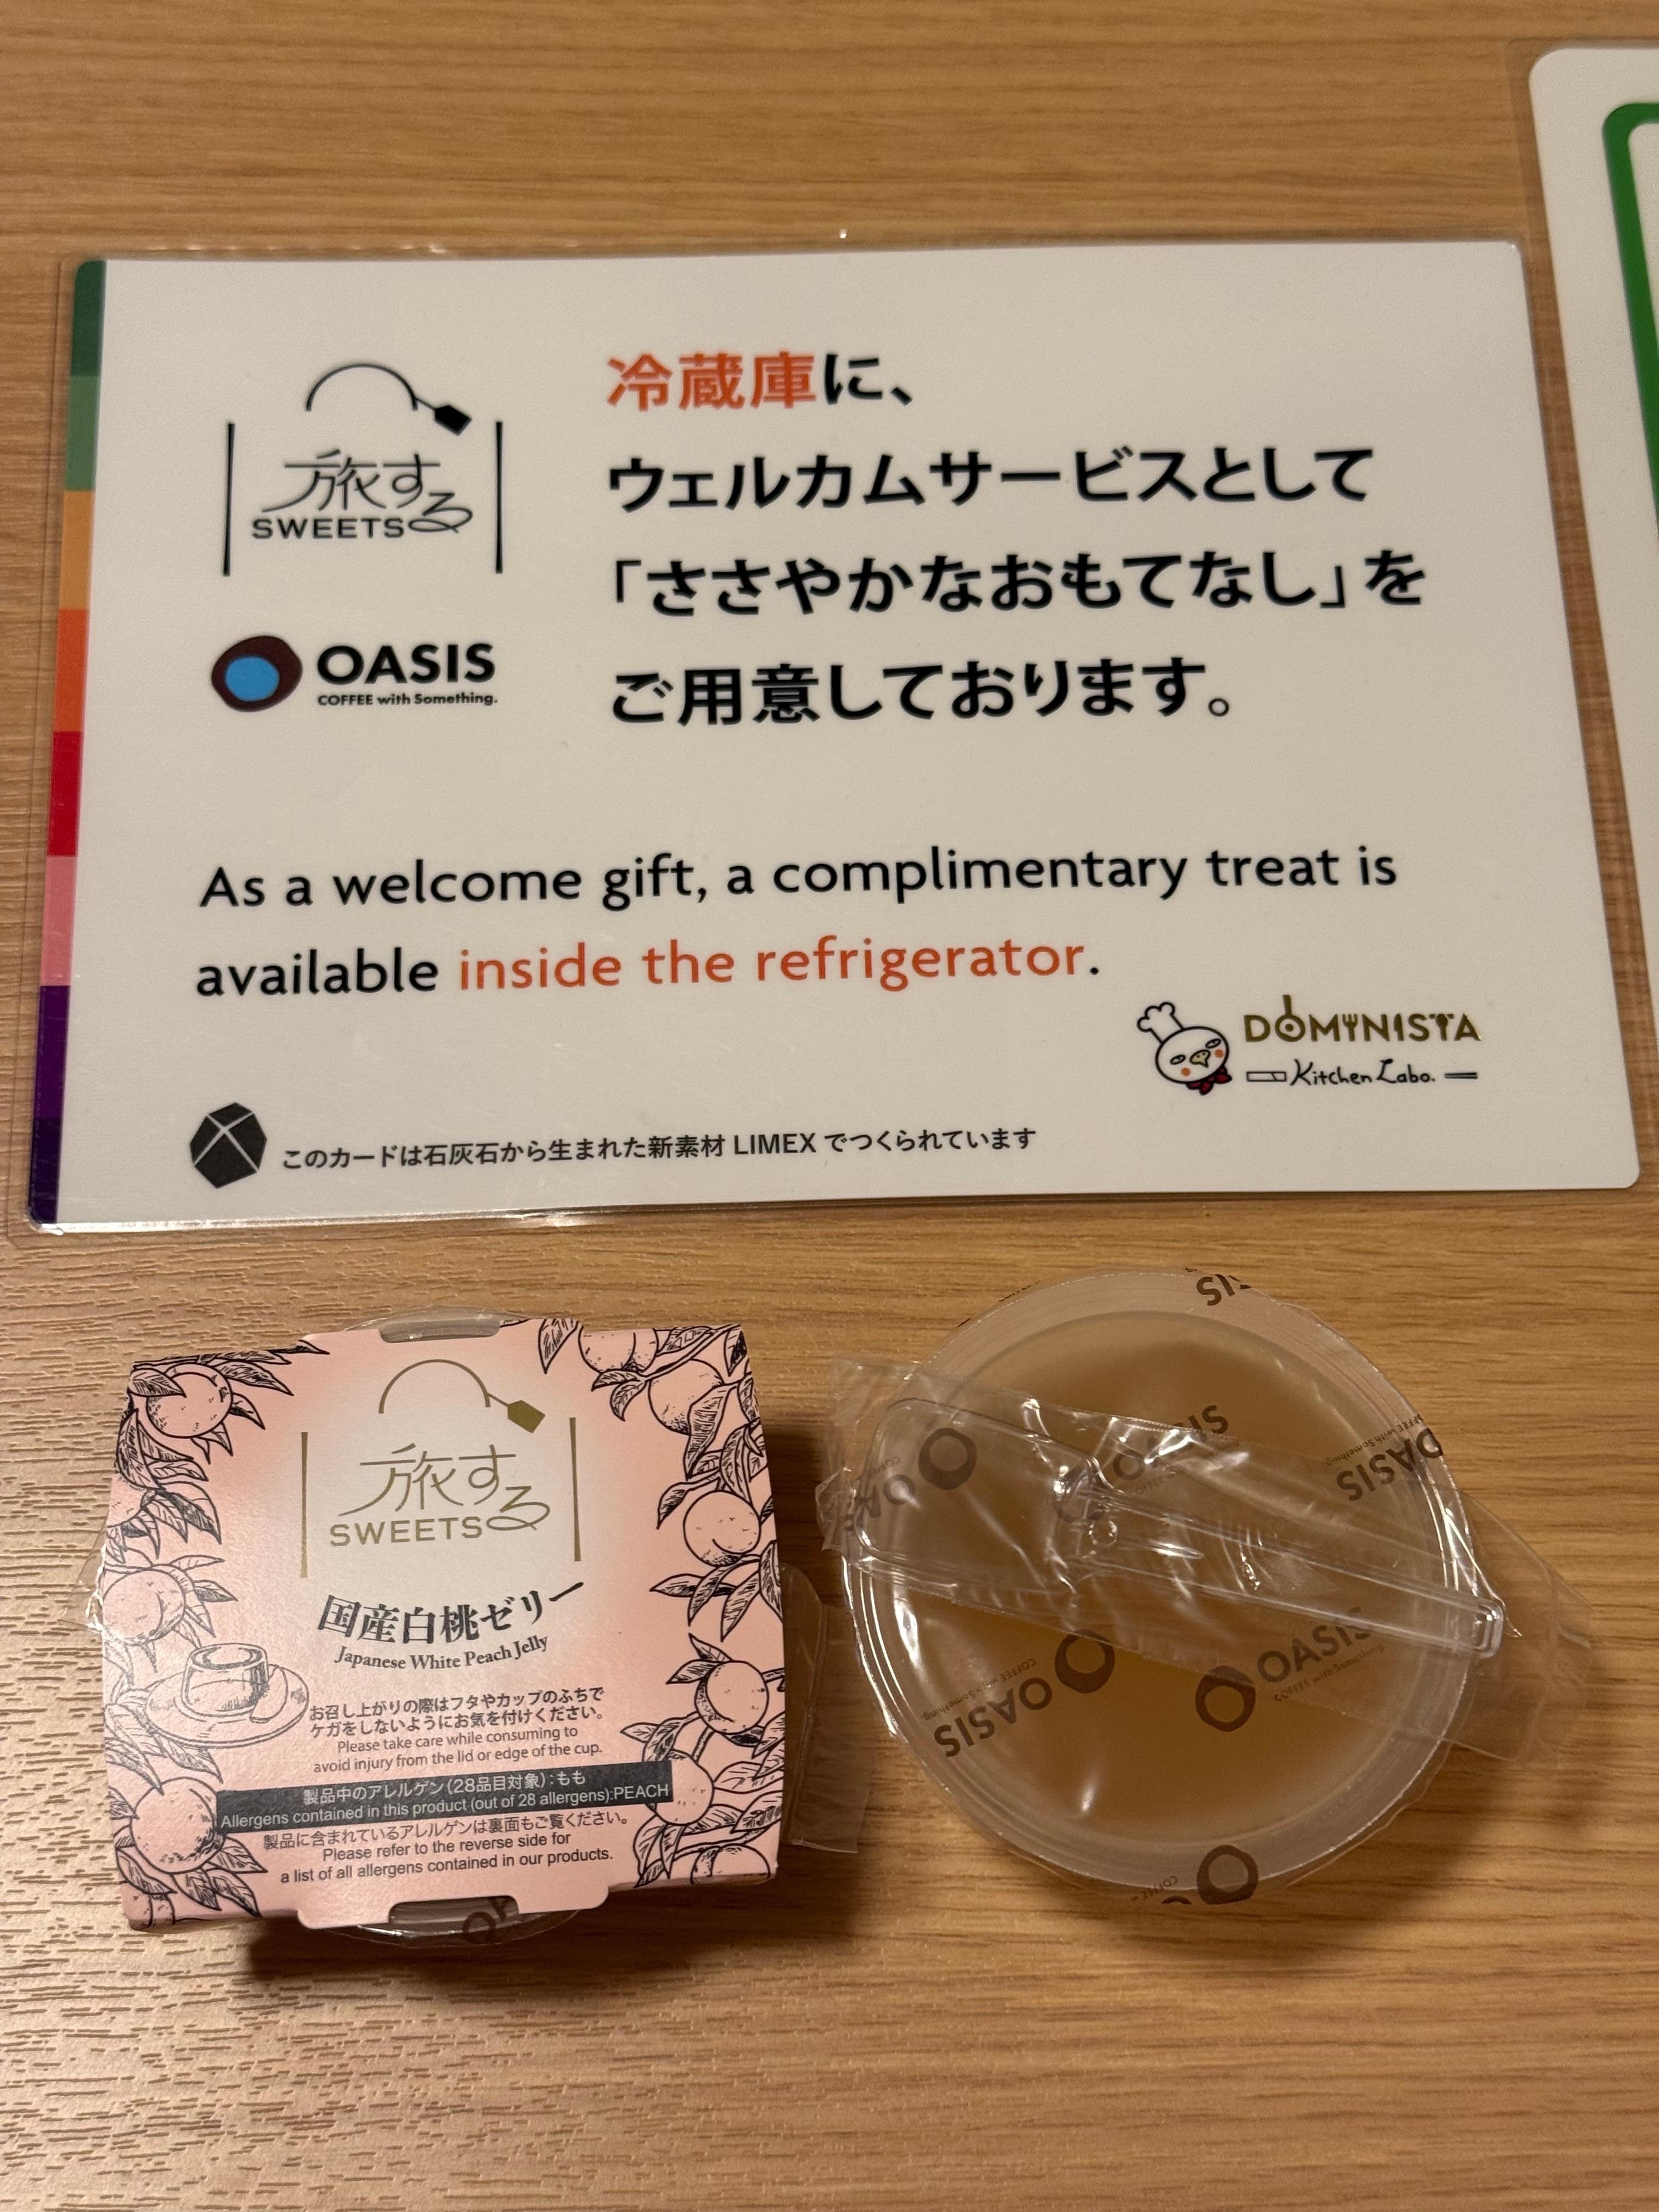 旅する
SWEETS
OASIS
COFFEE with Something.
冷蔵庫に、
ウェルカムサービスとして
「ささやかなおもてなし」を
ご用意しております。
As a welcome gift, a complimentary treat is
available inside the refrigerator.
DOMINISTA
Kitchen Labo.
このカードは石灰石から生まれた新素材 LIMEX でつくられています
旅する
SWEETS
国産白桃ゼリー
Japanese White Peach Jelly
お召し上がりの際はフタやカップのふちで
ケガをしないようにお気を付けください。
Please take care while consuming to
avoid injury from the lid or edge of the cup.
製品中のアレルゲン(28品目対象):もも
Allergens contained in this product (out of 28 allergens):PEACH
製品に含まれているアレルゲンは裏面もご覧ください。
Please refer to the reverse side for
a list of all allergens contained in our products.
OASIS
OASIS
COFFEE with Something.
OASIS
COFFEE with Something.
OASIS
COFFEE with Something.